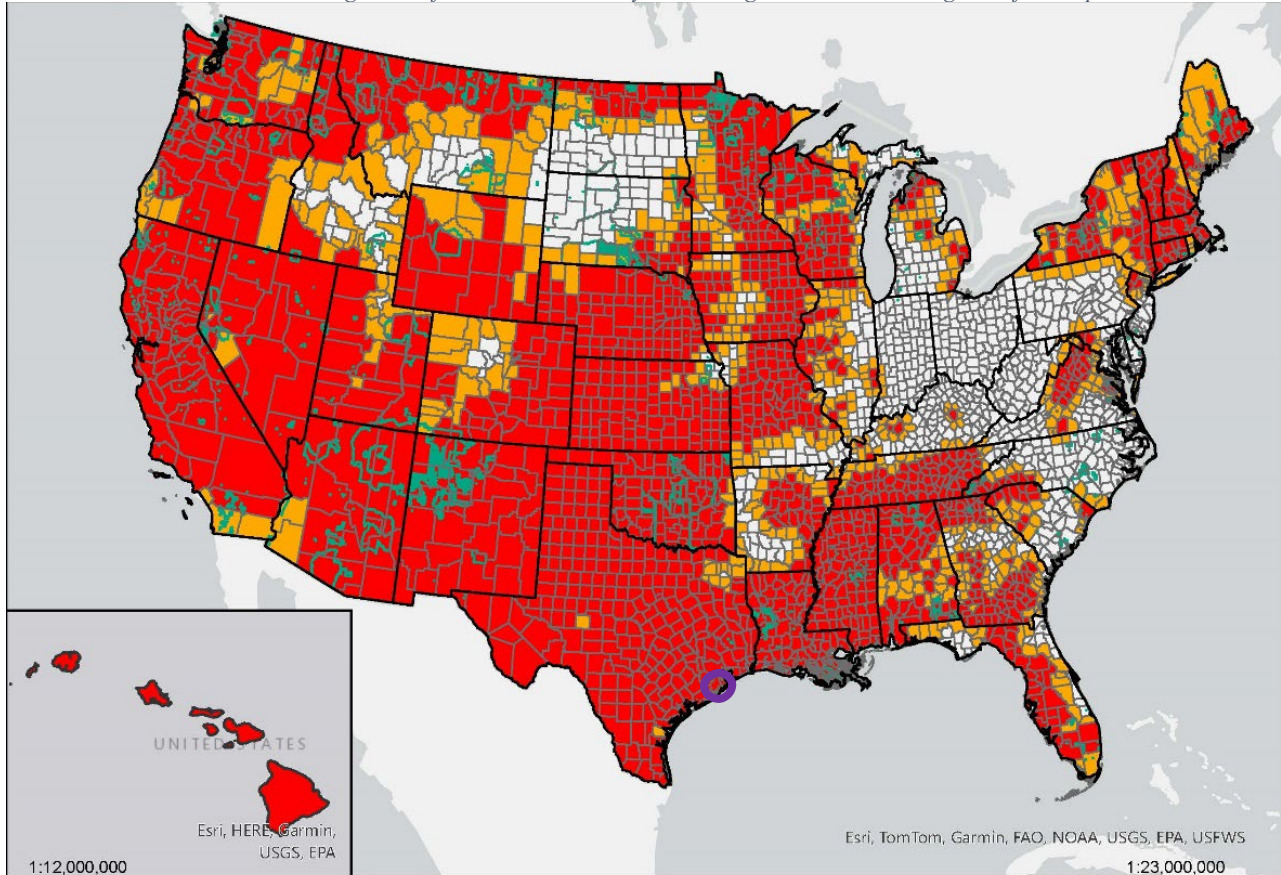 UNITED STATES
Esri, HERE, Garmin,
USGS, EPA
1:12,000,000
Esri, TomTom, Garmin, FAO, NOAA, USGS, EPA, USFWS
1:23,000,000